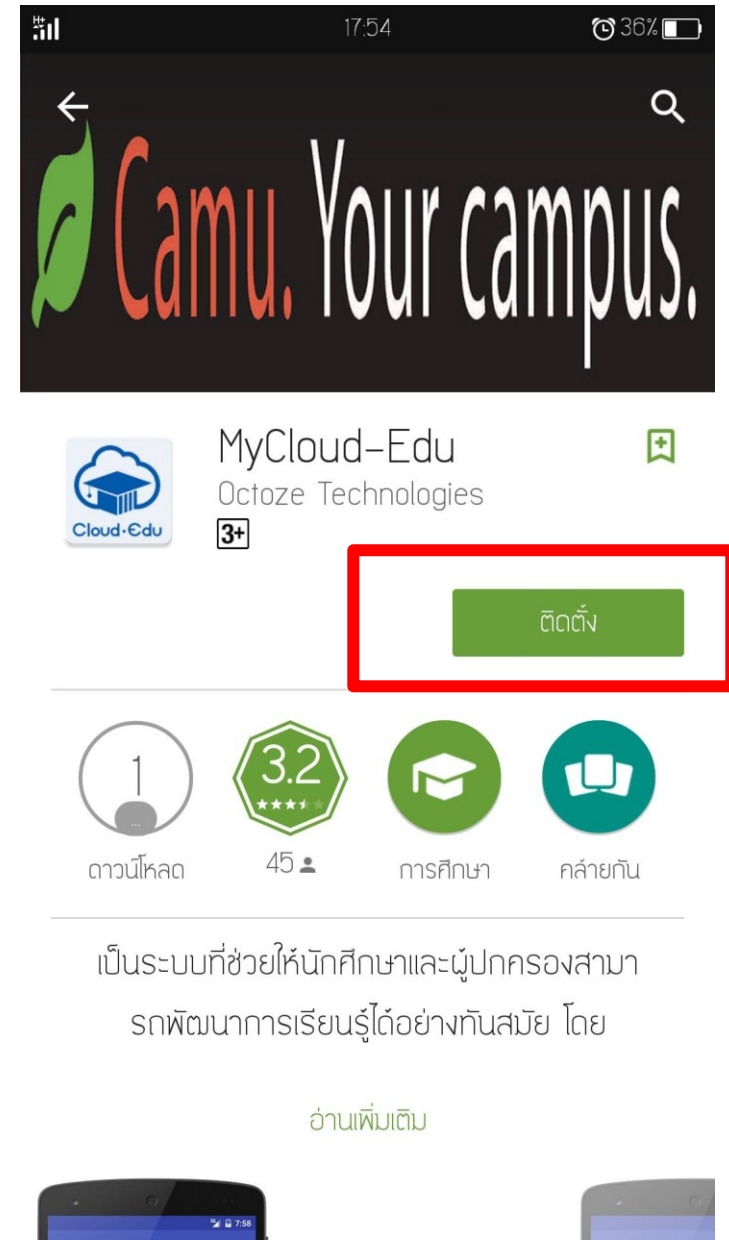 H+
17:54
36%
Camu. Your campus.
MyCloud-Edu
Octoze Technologies
Cloud·Edu
3+
ติดตั้ง
1
...
3.2
ดาวน์โหลด
45
การศึกษา
คล้ายกัน
เป็นระบบที่ช่วยให้นักศึกษาและผู้ปกครองสามา
รถพัฒนาการเรียนรู้ได้อย่างทันสมัย โดย
อ่านเพิ่มเติม
7:58